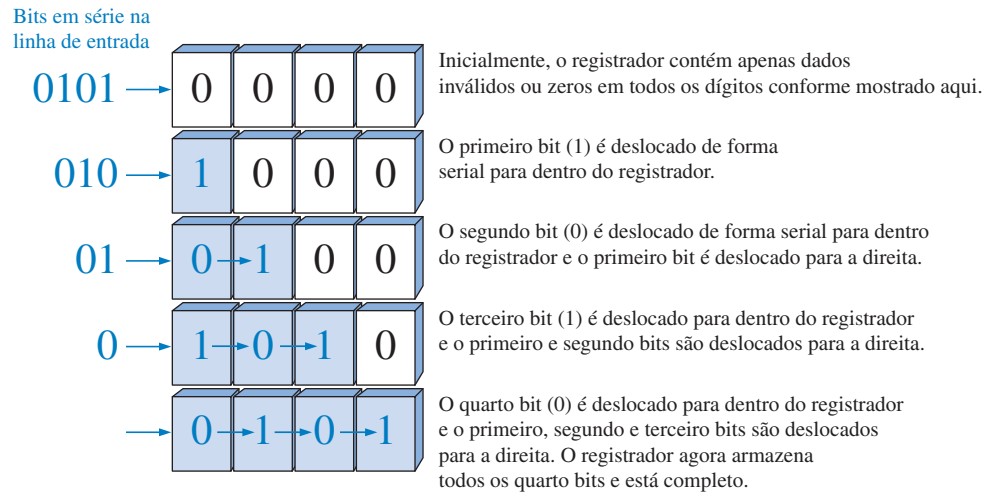 Bits em série na
linha de entrada
0101 0 0 0 0
Inicialmente, o registrador contém apenas dados
inválidos ou zeros em todos os dígitos conforme mostrado aqui.
010 1 0 0 0
O primeiro bit (1) é deslocado de forma
serial para dentro do registrador.
01 0 1 0 0
O segundo bit (0) é deslocado de forma serial para dentro
do registrador e o primeiro bit é deslocado para a direita.
0 1 0 1 0
O terceiro bit (1) é deslocado para dentro do registrador
e o primeiro e segundo bits são deslocados para a direita.
0 1 0 1
O quarto bit (0) é deslocado para dentro do registrador
e o primeiro, segundo e terceiro bits são deslocados
para a direita. O registrador agora armazena
todos os quarto bits e está completo.